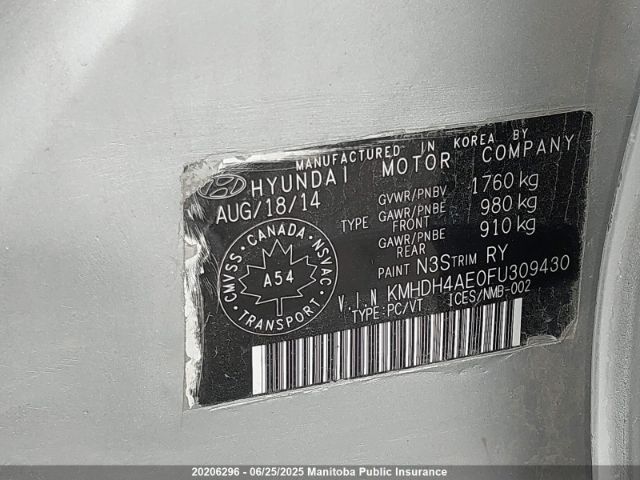 MANUFACTURED IN KOREA BY
HYUNDAI MOTOR COMPANY
AUG/18/14
GVWR/PNBV 1760 kg
TYPE GAWR/PNBE FRONT 980 kg
GAWR/PNBE REAR 910 kg
PAINT N3S TRIM RY
V.I.N KMHDH4AE0FU309430
TYPE:PC/VT ICES/NMB-002
CANADA
CMVSS NSVAC
A54
TRANSPORT
20206296 - 06/25/2025 Manitoba Public Insurance